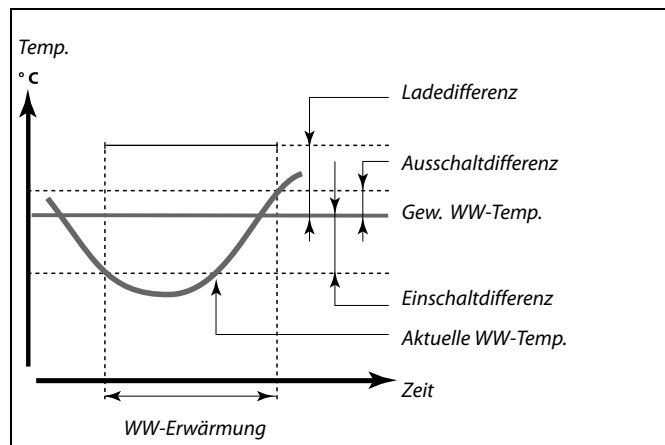 Temp.
°C
Ladedifferenz
Ausschaltdifferenz
Gew. WW-Temp.
Einschaltdifferenz
Aktuelle WW-Temp.
Zeit
WW-Erwärmung